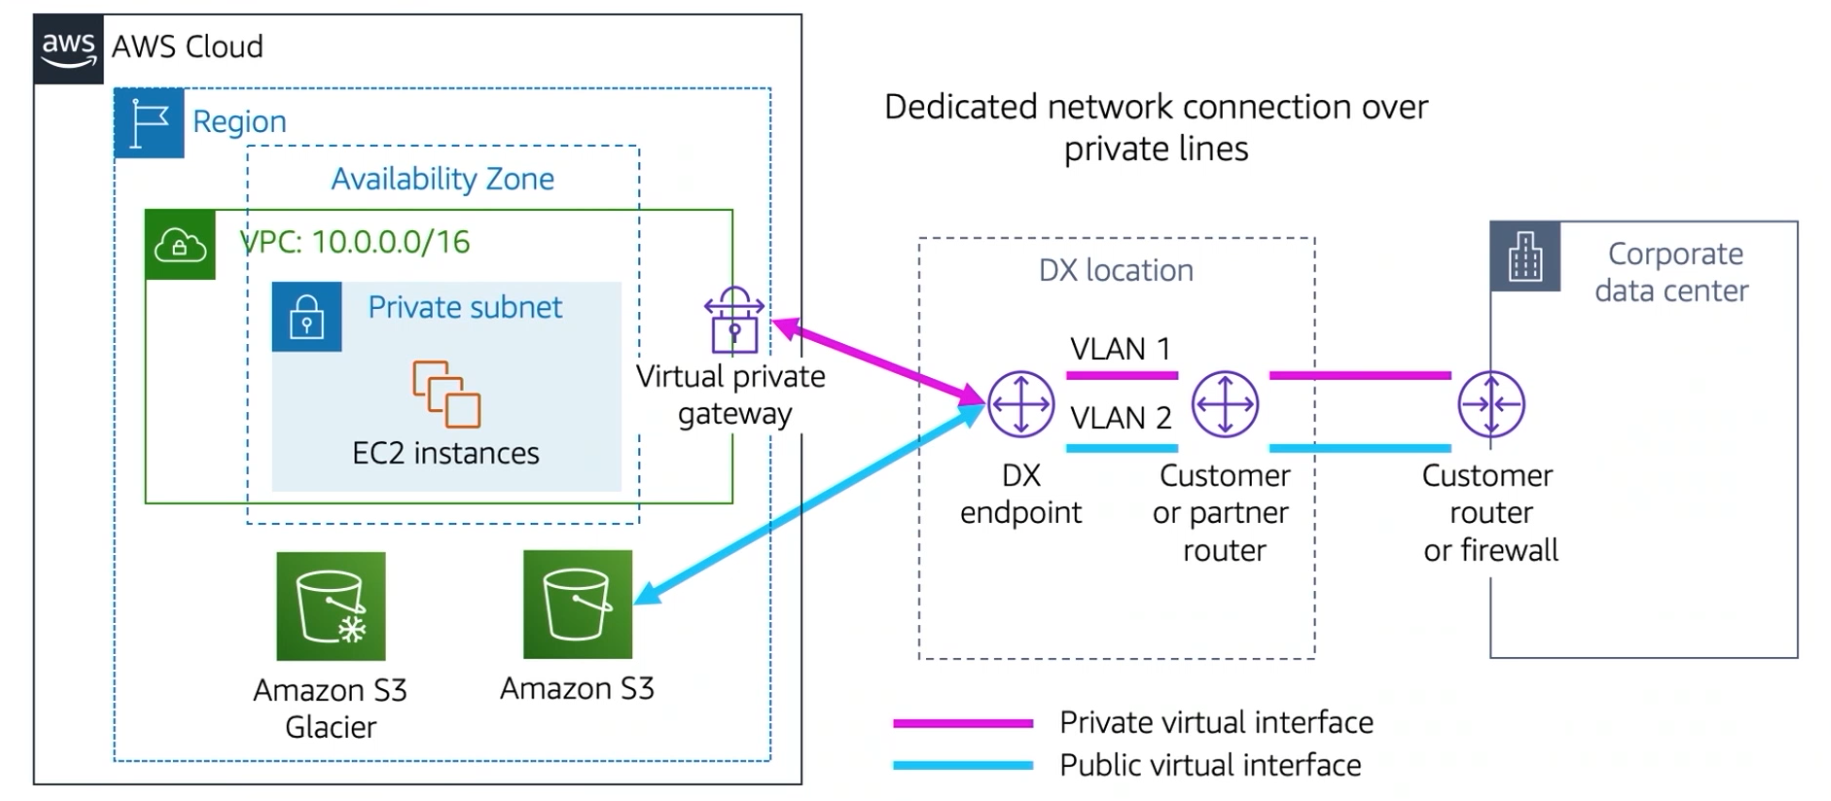 aws
AWS Cloud
Region
Availability Zone
VPC: 10.0.0.0/16
Private subnet
EC2 instances
Virtual private
gateway
Amazon S3
Glacier
Amazon S3
Dedicated network connection over
private lines
DX location
VLAN 1
VLAN 2
DX
endpoint
Customer
or partner
router
Corporate
data center
Customer
router
or firewall
Private virtual interface
Public virtual interface